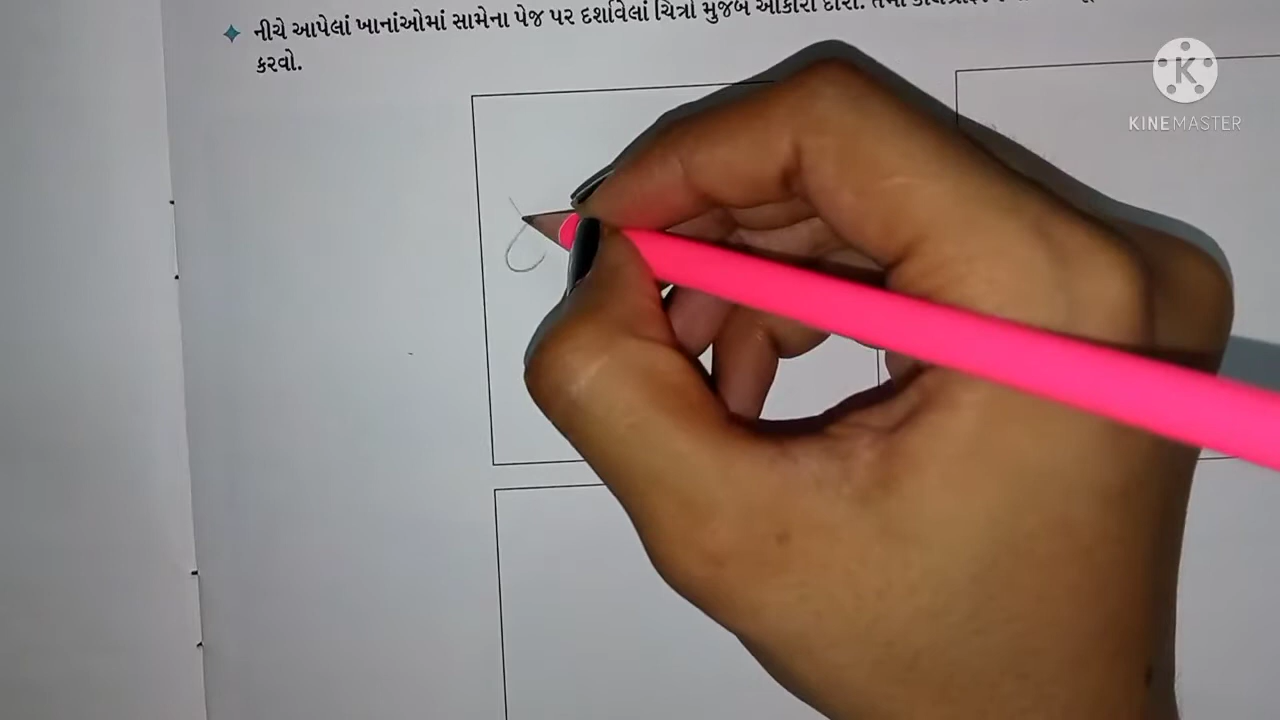 નીચે આપેલાં ખાનાંઓમાં સામેના પેજ પર દર્શાવેલાં ચિત્રો મુજબ આકારો દોરો.
કરવો.
K
KINEMASTER